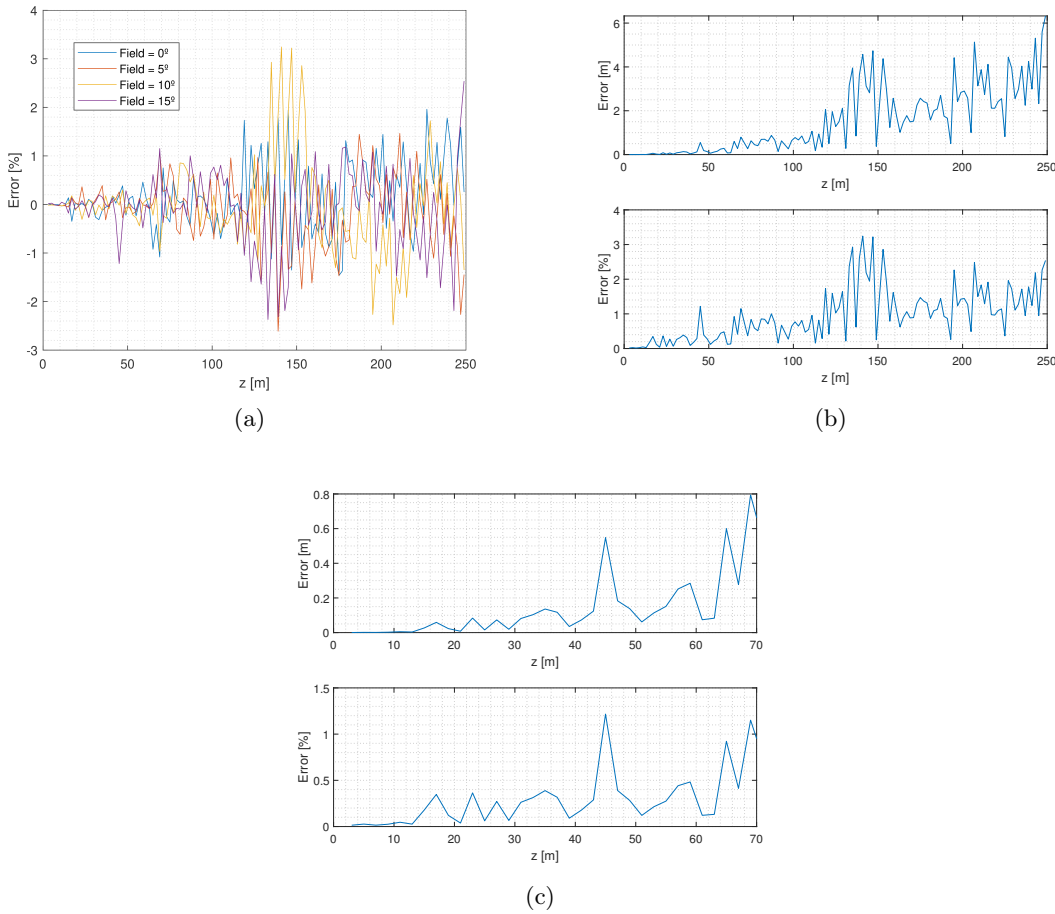 4
3
2
1
0
-1
-2
-3
Error [%]
Field = 0º
Field = 5º
Field = 10º
Field = 15º
0 50 100 150 200 250
z [m]
(a)
6
4
2
0
Error [m]
0 50 100 150 200 250
z [m]
4
3
2
1
0
Error [%]
0 50 100 150 200 250
z [m]
(b)
0.8
0.6
0.4
0.2
0
Error [m]
0 10 20 30 40 50 60 70
z [m]
1.5
1
0.5
0
Error [%]
0 10 20 30 40 50 60 70
z [m]
(c)